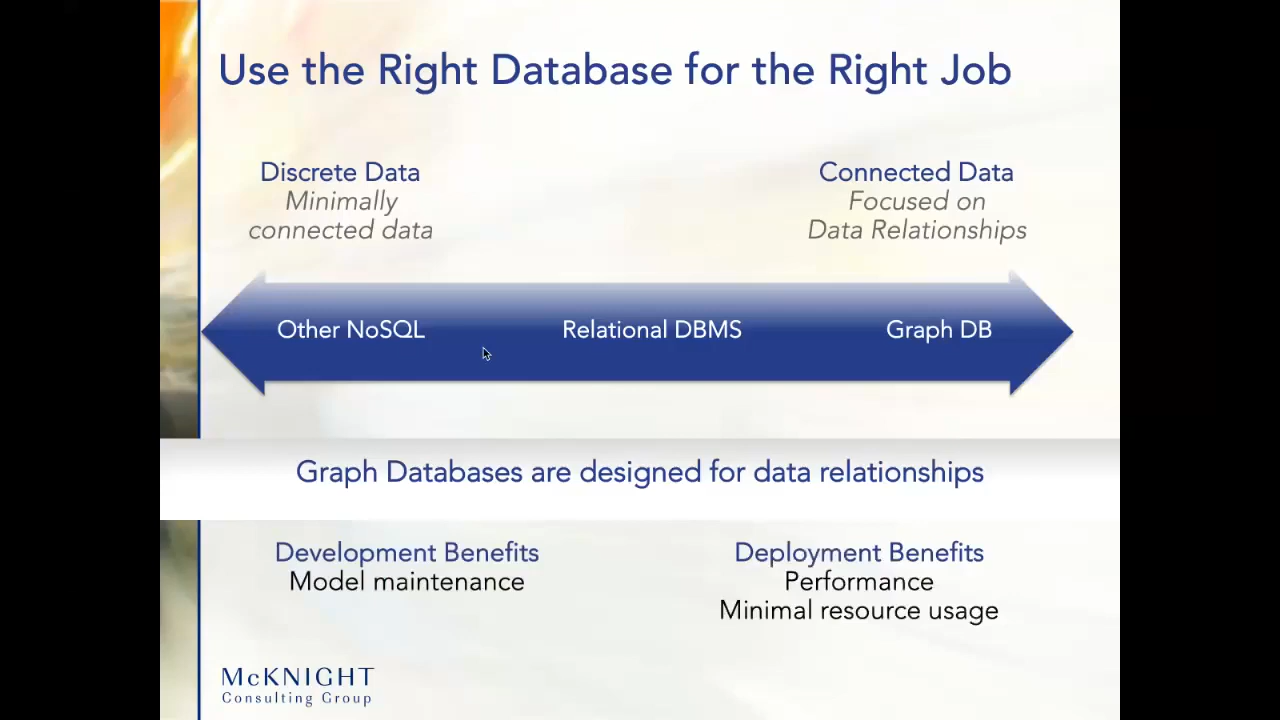 Use the Right Database for the Right Job
Discrete Data
Minimally
connected data
Connected Data
Focused on
Data Relationships
Other NoSQL
Relational DBMS
Graph DB
Graph Databases are designed for data relationships
Development Benefits
Model maintenance
Deployment Benefits
Performance
Minimal resource usage
McKNIGHT
Consulting Group